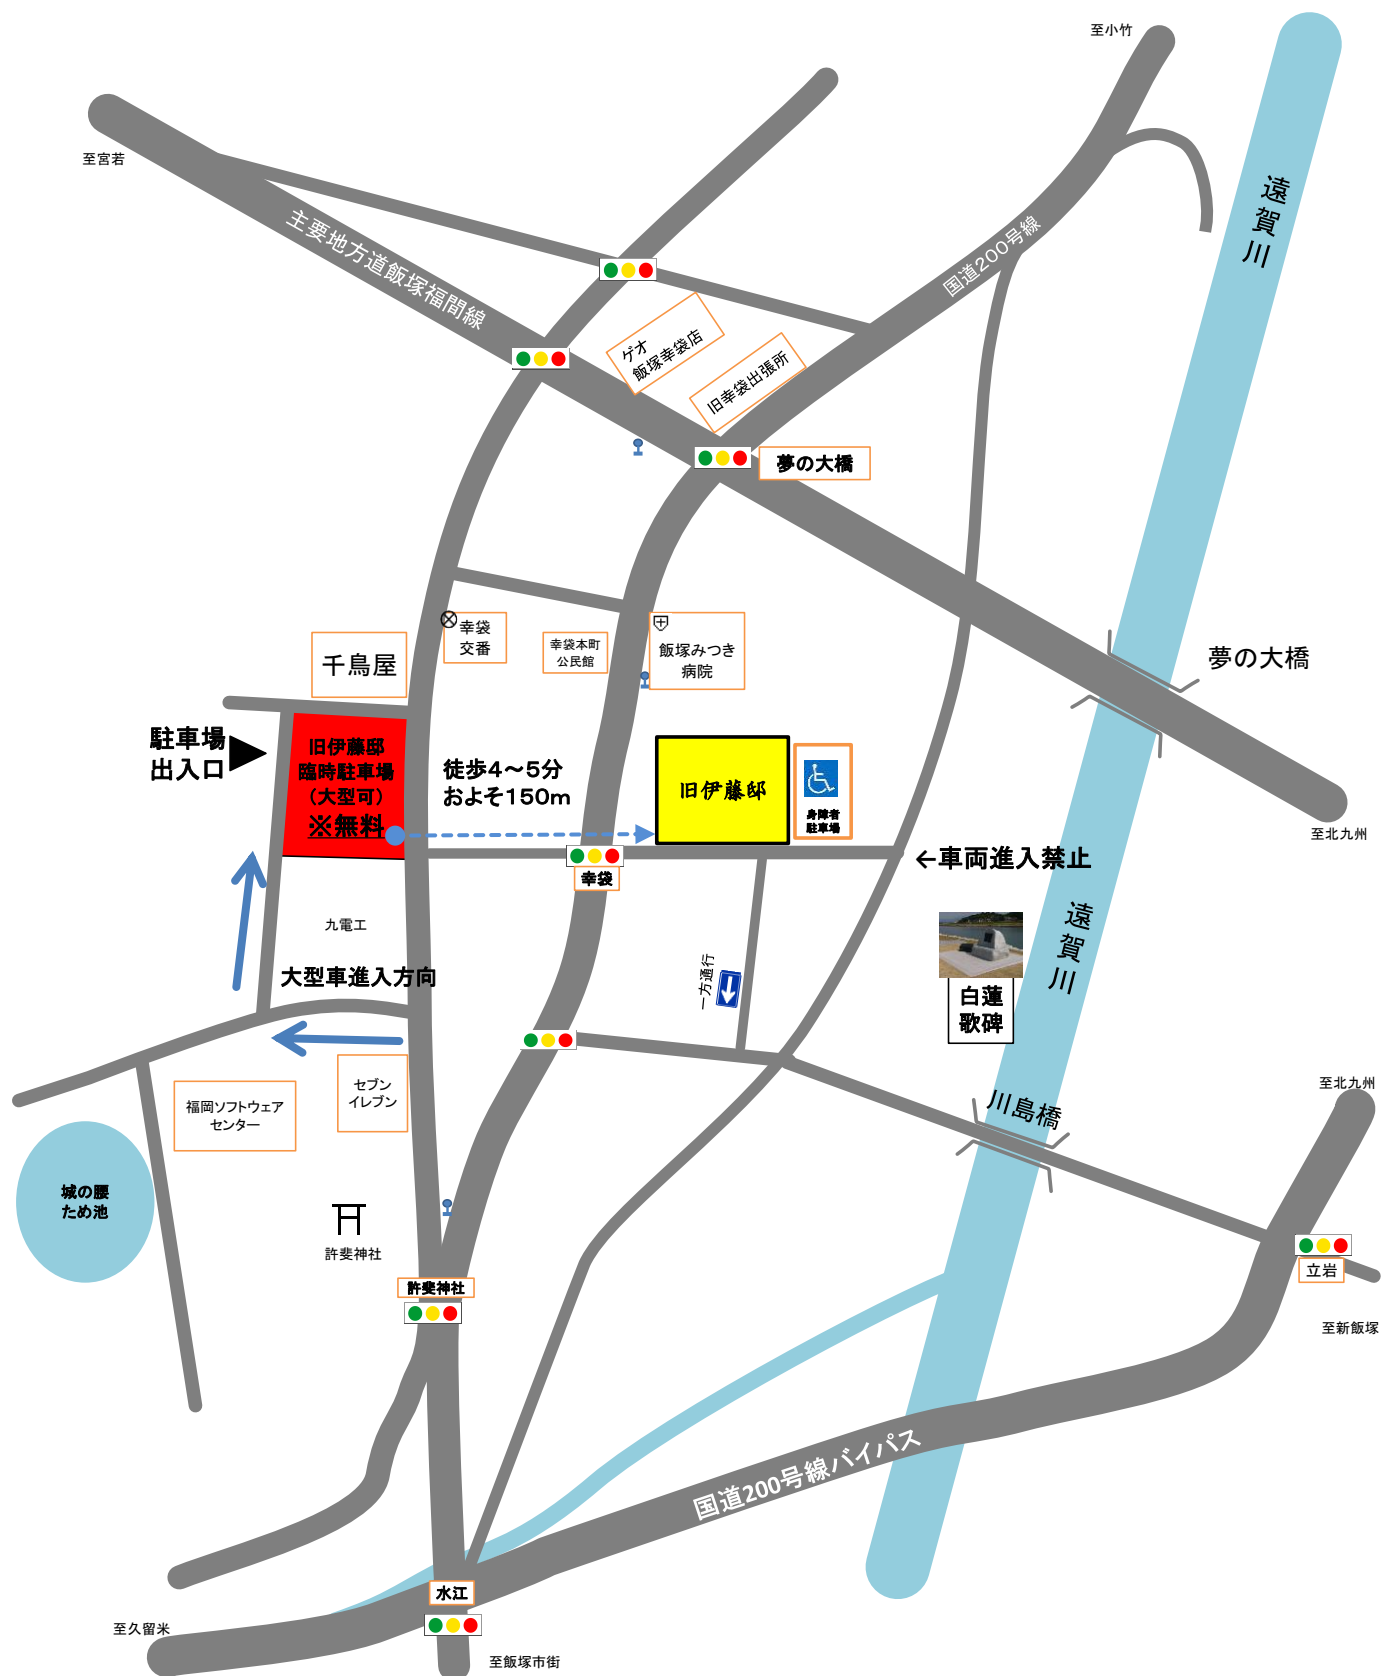 至小竹
至宮若
遠賀川
主要地方道飯塚福間線
国道200号線
ゲオ
飯塚幸袋店
旧幸袋出張所
夢の大橋
幸袋
交番
幸袋本町
公民館
飯塚みつき
病院
千鳥屋
夢の大橋
駐車場
出入口
旧伊藤邸
臨時駐車場
(大型可)
※無料
徒歩4～5分
およそ150m
旧伊藤邸
身障者
駐車場
至北九州
←車両進入禁止
幸袋
九電工
遠賀川
大型車進入方向
一方通行
白蓮
歌碑
セブン
イレブン
福岡ソフトウェア
センター
川島橋
至北九州
城の腰
ため池
許斐神社
許斐神社
立岩
至新飯塚
国道200号線バイパス
水江
至久留米
至飯塚市街